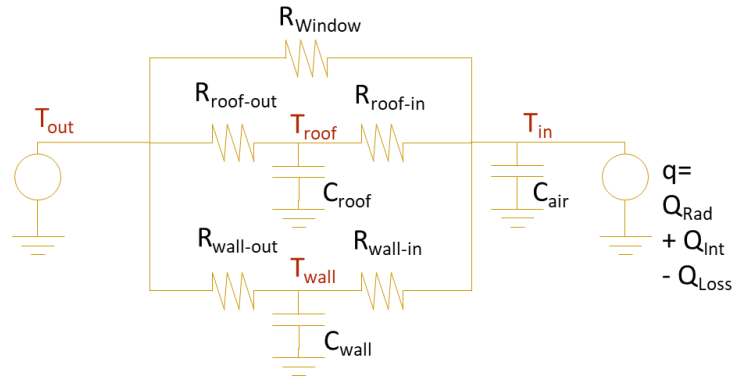 RWindow
Rroof-out
Rroof-in
Tout
Troof
Tin
q=
Croof
Cair
QRad
+ QInt
- QLoss
Rwall-out
Rwall-in
Twall
Cwall